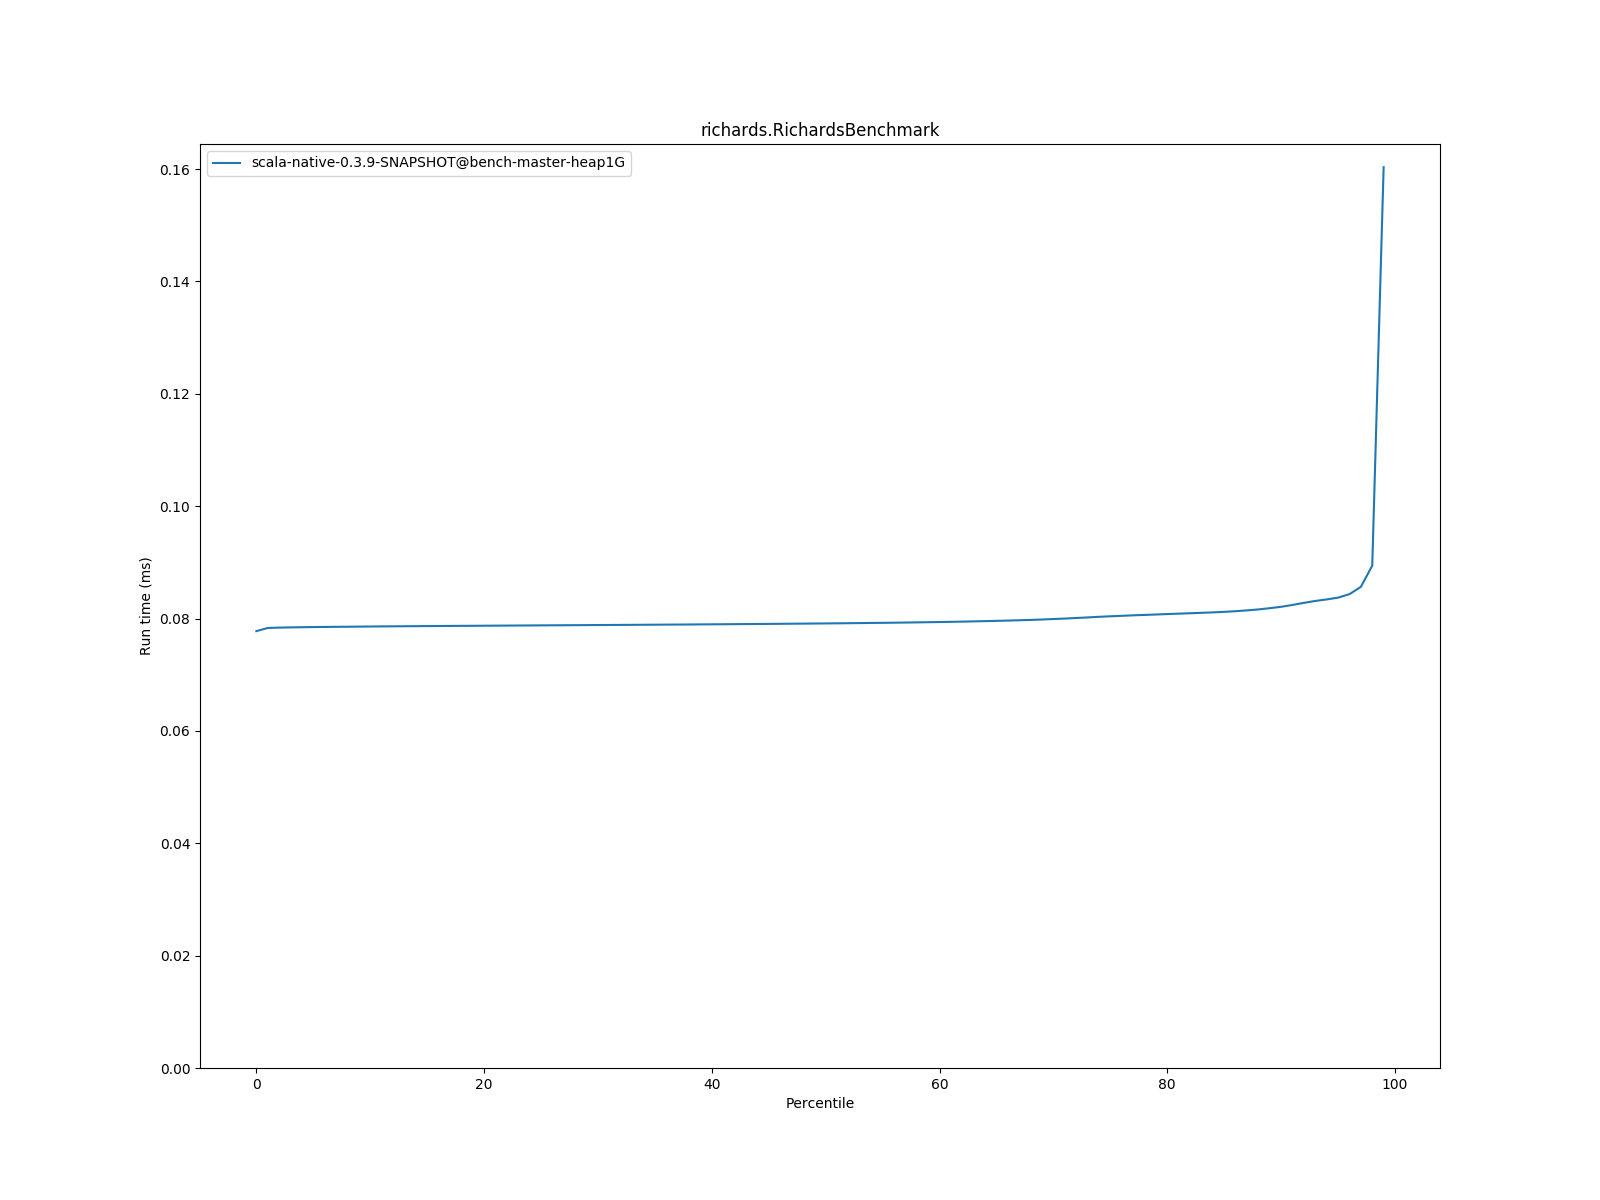 richards.RichardsBenchmark
scala-native-0.3.9-SNAPSHOT@bench-master-heap1G
0.16
0.14
0.12
0.10
0.08
0.06
0.04
0.02
0.00
Run time (ms)
0 20 40 60 80 100
Percentile